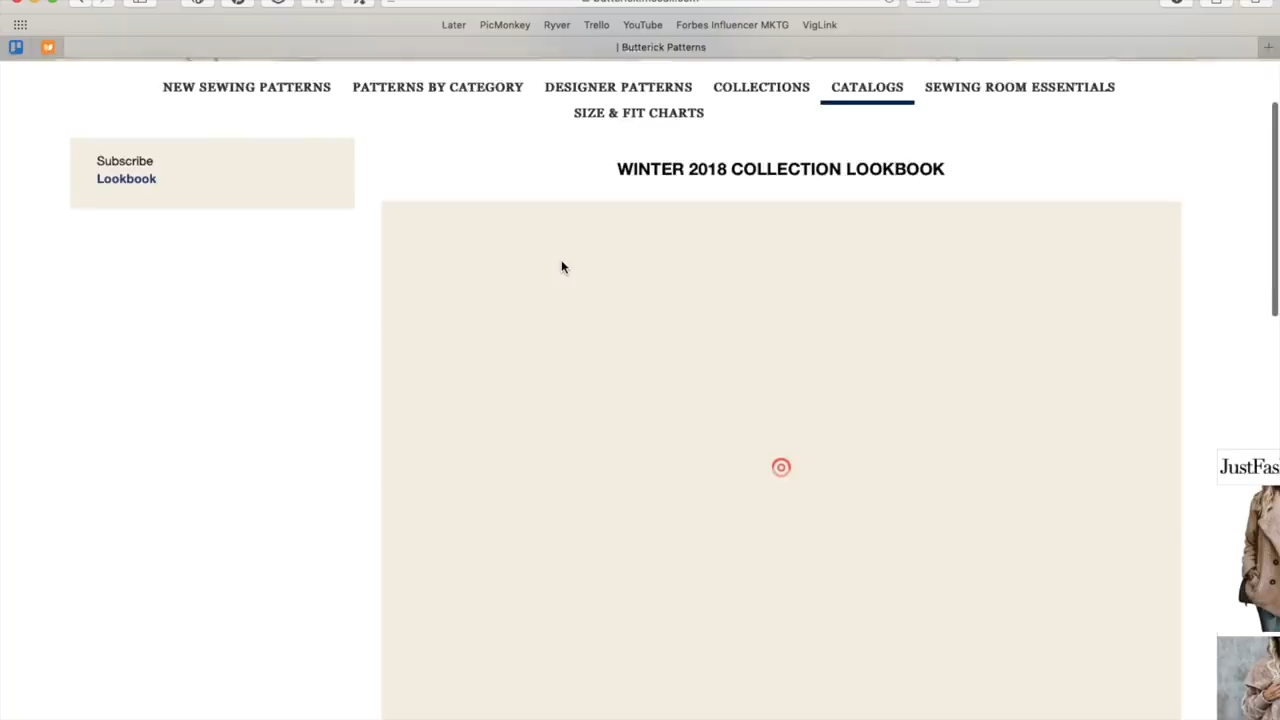 Later PicMonkey Ryver Trello YouTube Forbes Influencer MKTG VigLink
| Butterick Patterns
NEW SEWING PATTERNS PATTERNS BY CATEGORY DESIGNER PATTERNS COLLECTIONS CATALOGS SEWING ROOM ESSENTIALS
SIZE & FIT CHARTS
Subscribe
Lookbook
WINTER 2018 COLLECTION LOOKBOOK